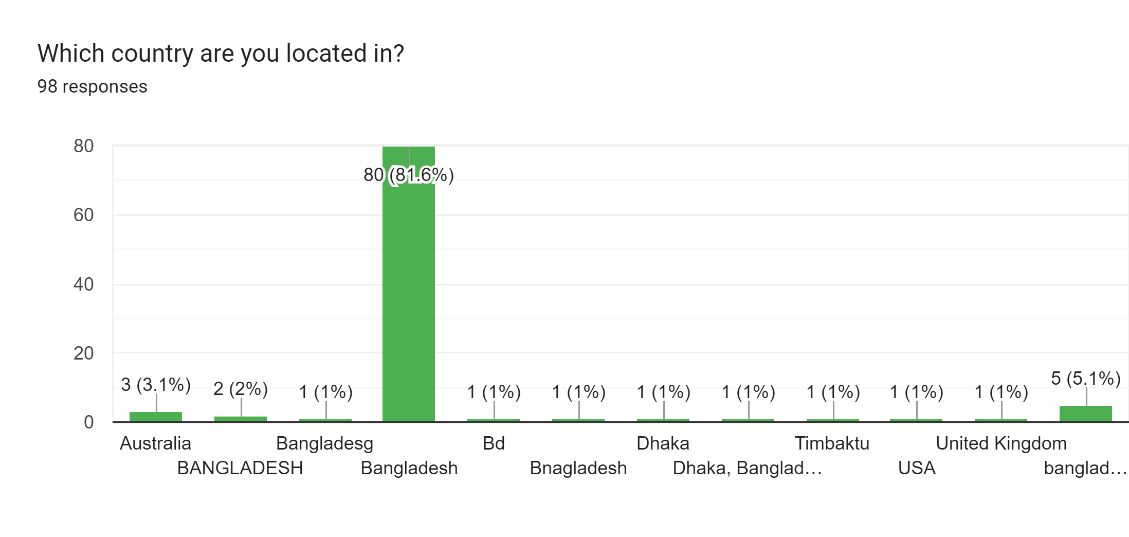 Which country are you located in?
98 responses
80
60
40
20
0
3 (3.1%)
2 (2%)
1 (1%)
80 (81.6%)
1 (1%)
1 (1%)
1 (1%)
1 (1%)
1 (1%)
1 (1%)
1 (1%)
5 (5.1%)
Australia
BANGLADESH
Bangladesg
Bangladesh
Bd
Bnagladesh
Dhaka
Dhaka, Banglad…
Timbaktu
USA
United Kingdom
banglad…